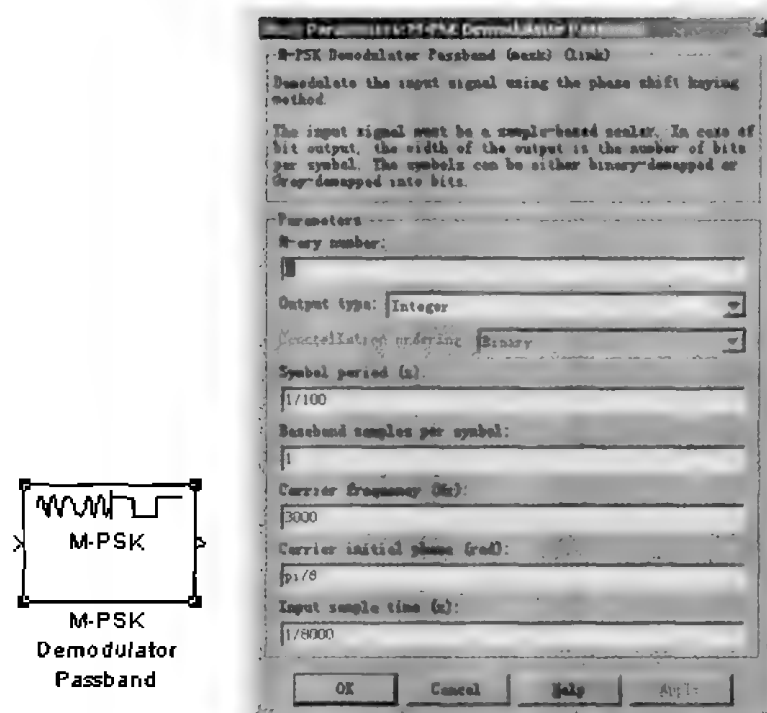 M-PSK Demodulator Passband (mask) (link)
Demodulate the input signal using the phase shift keying
method.
The input signal must be a sample-based scalar. In case of
bit output, the width of the output is the number of bits
per symbol. The symbols can be either binary-demapped or
Gray-demapped into bits.
Parameters
M-ary number:
Output type: Integer
Constellation ordering Binary
Symbol period (s):
1/100
Baseband samples per symbol:
1
Carrier frequency (Hz):
3000
Carrier initial phase (rad):
pi/8
Input sample time (s):
1/8000
OK Cancel Help Apply
M-PSK
M-PSK
Demodulator
Passband